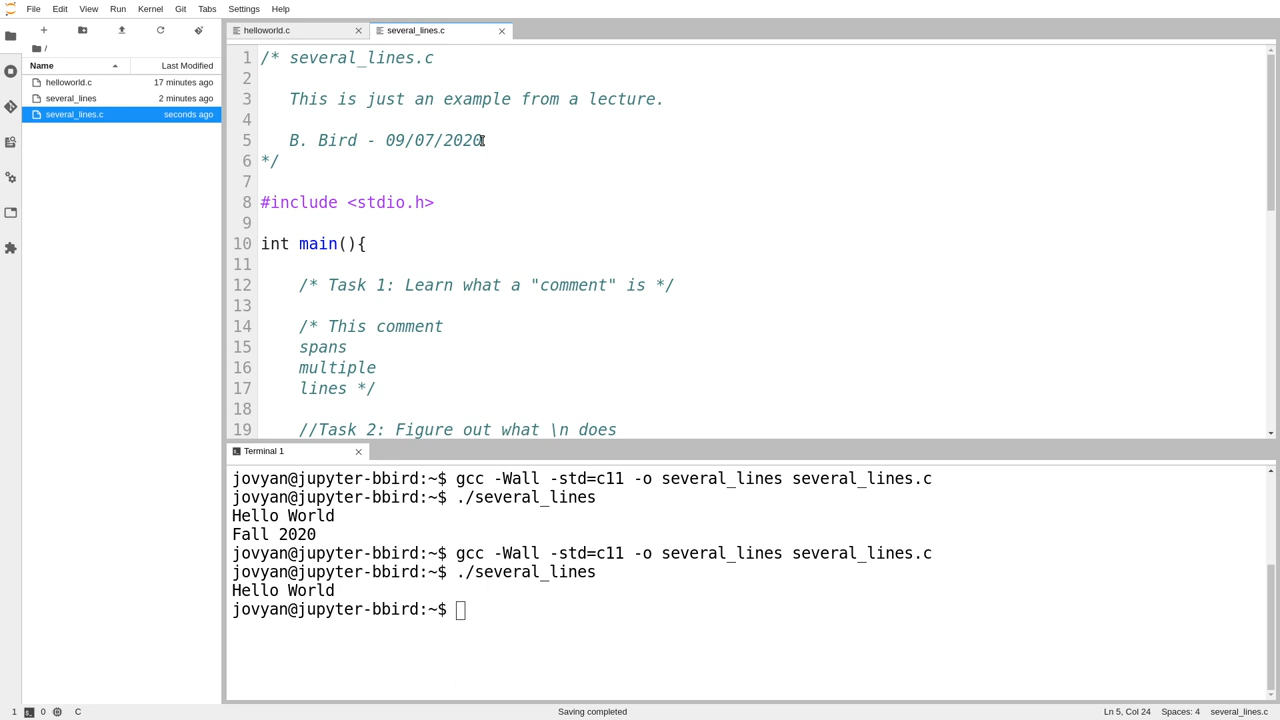 File Edit View Run Kernel Git Tabs Settings Help
helloworld.c
several_lines.c
/
Name Last Modified
helloworld.c 17 minutes ago
several_lines 2 minutes ago
several_lines.c seconds ago
1 /* several_lines.c
2
3 This is just an example from a lecture.
4
5 B. Bird - 09/07/2020
6 */
7
8 #include <stdio.h>
9
10 int main(){
11
12 /* Task 1: Learn what a "comment" is */
13
14 /* This comment
15 spans
16 multiple
17 lines */
18
19 //Task 2: Figure out what \n does
Terminal 1
jovyan@jupyter-bbird:~$ gcc -Wall -std=c11 -o several_lines several_lines.c
jovyan@jupyter-bbird:~$ ./several_lines
Hello World
Fall 2020
jovyan@jupyter-bbird:~$ gcc -Wall -std=c11 -o several_lines several_lines.c
jovyan@jupyter-bbird:~$ ./several_lines
Hello World
jovyan@jupyter-bbird:~$
1 0 C Saving completed Ln 5, Col 24 Spaces: 4 several_lines.c